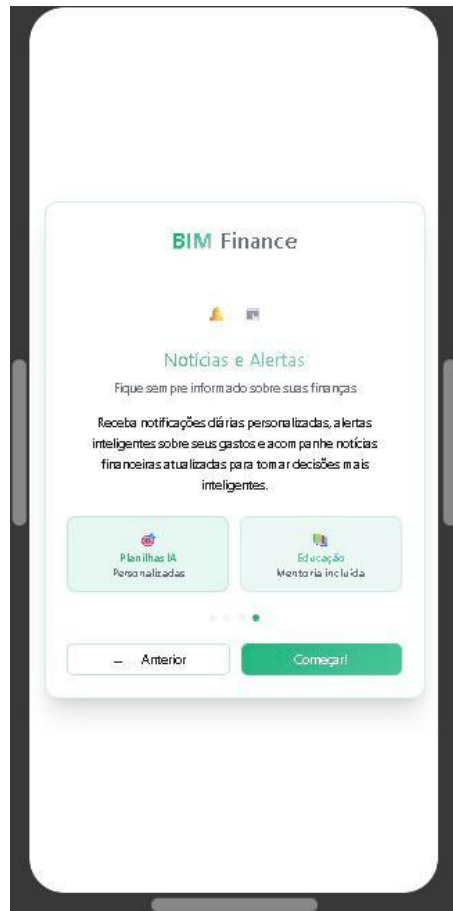 BIM Finance
Notícias e Alertas
Fique sempre informado sobre suas finanças
Receba notificações diárias personalizadas, alertas
inteligentes sobre seus gastos e acompanhe notícias
financeiras atualizadas para tomar decisões mais
inteligentes.
Planilhas IA
Personalizadas
Educação
Mentoria incluída
← Anterior
Começar!